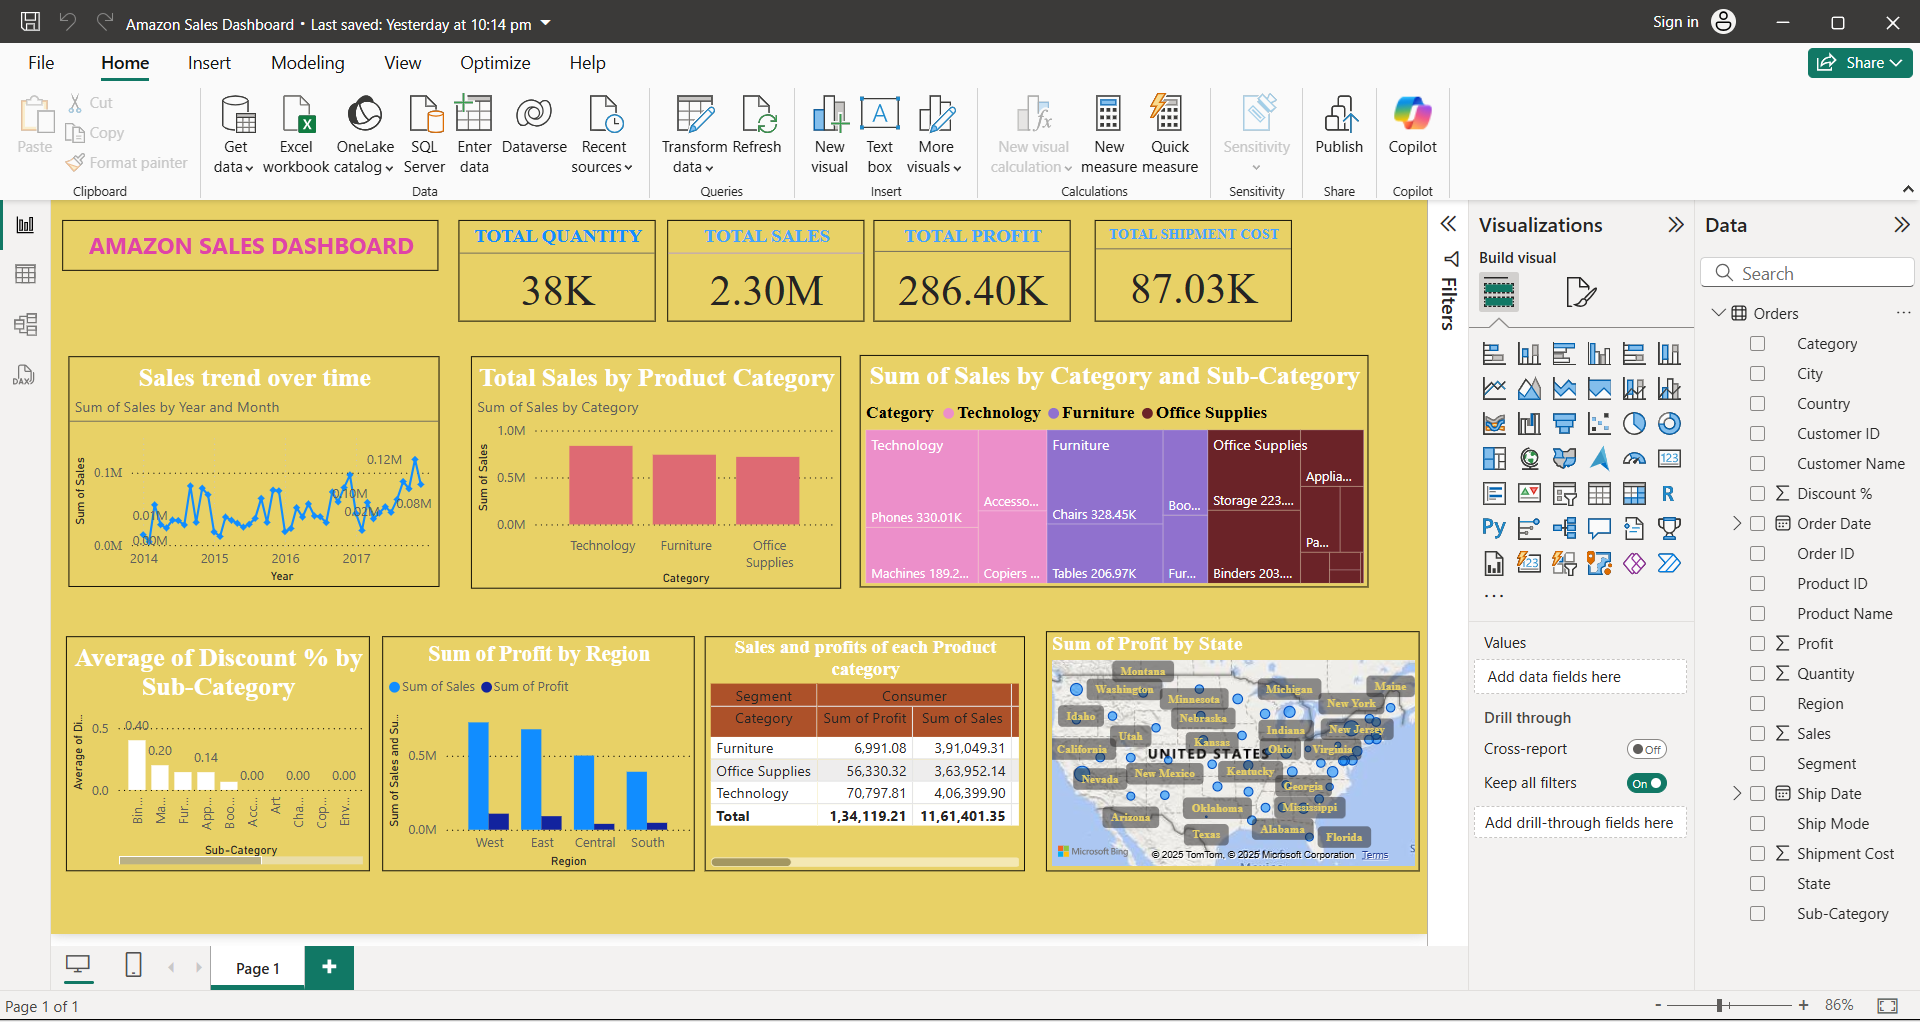 Amazon Sales Dashboard • Last saved: Yesterday at 10:14 pm
Sign in
File
Home
Insert
Modeling
View
Optimize
Help
Share
Paste
Cut
Copy
Format painter
Clipboard
Get data
Excel workbook
OneLake catalog
SQL Server
Enter data
Dataverse
Recent sources
Data
Transform data
Refresh
Queries
New visual
Text box
More visuals
Insert
New visual calculation
New measure
Quick measure
Calculations
Sensitivity
Sensitivity
Publish
Share
Copilot
Copilot
AMAZON SALES DASHBOARD
TOTAL QUANTITY
38K
TOTAL SALES
2.30M
TOTAL PROFIT
286.40K
TOTAL SHIPMENT COST
87.03K
Sales trend over time
Sum of Sales by Year and Month
Sum of Sales
0.1M
0.0M
0.01M
0.00M
0.10M
0.02M
0.12M
0.08M
2014
2015
2016
2017
Year
Total Sales by Product Category
Sum of Sales by Category
Sum of Sales
1.0M
0.5M
0.0M
Technology
Furniture
Office Supplies
Category
Sum of Sales by Category and Sub-Category
Category Technology Furniture Office Supplies
Technology
Phones 330.01K
Machines 189.2...
Accesso...
Copiers ...
Furniture
Chairs 328.45K
Tables 206.97K
Boo...
Fur...
Office Supplies
Storage 223....
Binders 203....
Applia...
Pa...
Average of Discount % by Sub-Category
Average of Di...
0.5
0.0
0.40
0.20
0.14
0.00
0.00
0.00
Bin...
Ma...
Fur...
App...
Boo...
Acc...
Art
Cha...
Cop...
Env...
Sub-Category
Sum of Profit by Region
Sum of Sales Sum of Profit
Sum of Sales and Su...
0.5M
0.0M
West
East
Central
South
Region
Sales and profits of each Product category
Segment Consumer
Category Sum of Profit Sum of Sales
Furniture 6,991.08 3,91,049.31
Office Supplies 56,330.32 3,63,952.14
Technology 70,797.81 4,06,399.90
Total 1,34,119.21 11,61,401.35
Sum of Profit by State
Montana
Washington
Minnesota
Michigan
Maine
New York
Idaho
Nebraska
Utah
Kansas
Indiana
New Jersey
California
UNITED STATES
Ohio
Virginia
Nevada
New Mexico
Kentucky
Georgia
Arizona
Oklahoma
Mississippi
Texas
Alabama
Florida
Microsoft Bing
© 2025 TomTom, © 2025 Microsoft Corporation Terms
Filters
Visualizations
Build visual
123
R
Py
123
...
Values
Add data fields here
Drill through
Cross-report
Off
Keep all filters
On
Add drill-through fields here
Data
Search
Orders
...
Category
City
Country
Customer ID
Customer Name
Discount %
Order Date
Order ID
Product ID
Product Name
Profit
Quantity
Region
Sales
Segment
Ship Date
Ship Mode
Shipment Cost
State
Sub-Category
DAX
Page 1
Page 1 of 1
- + 86%